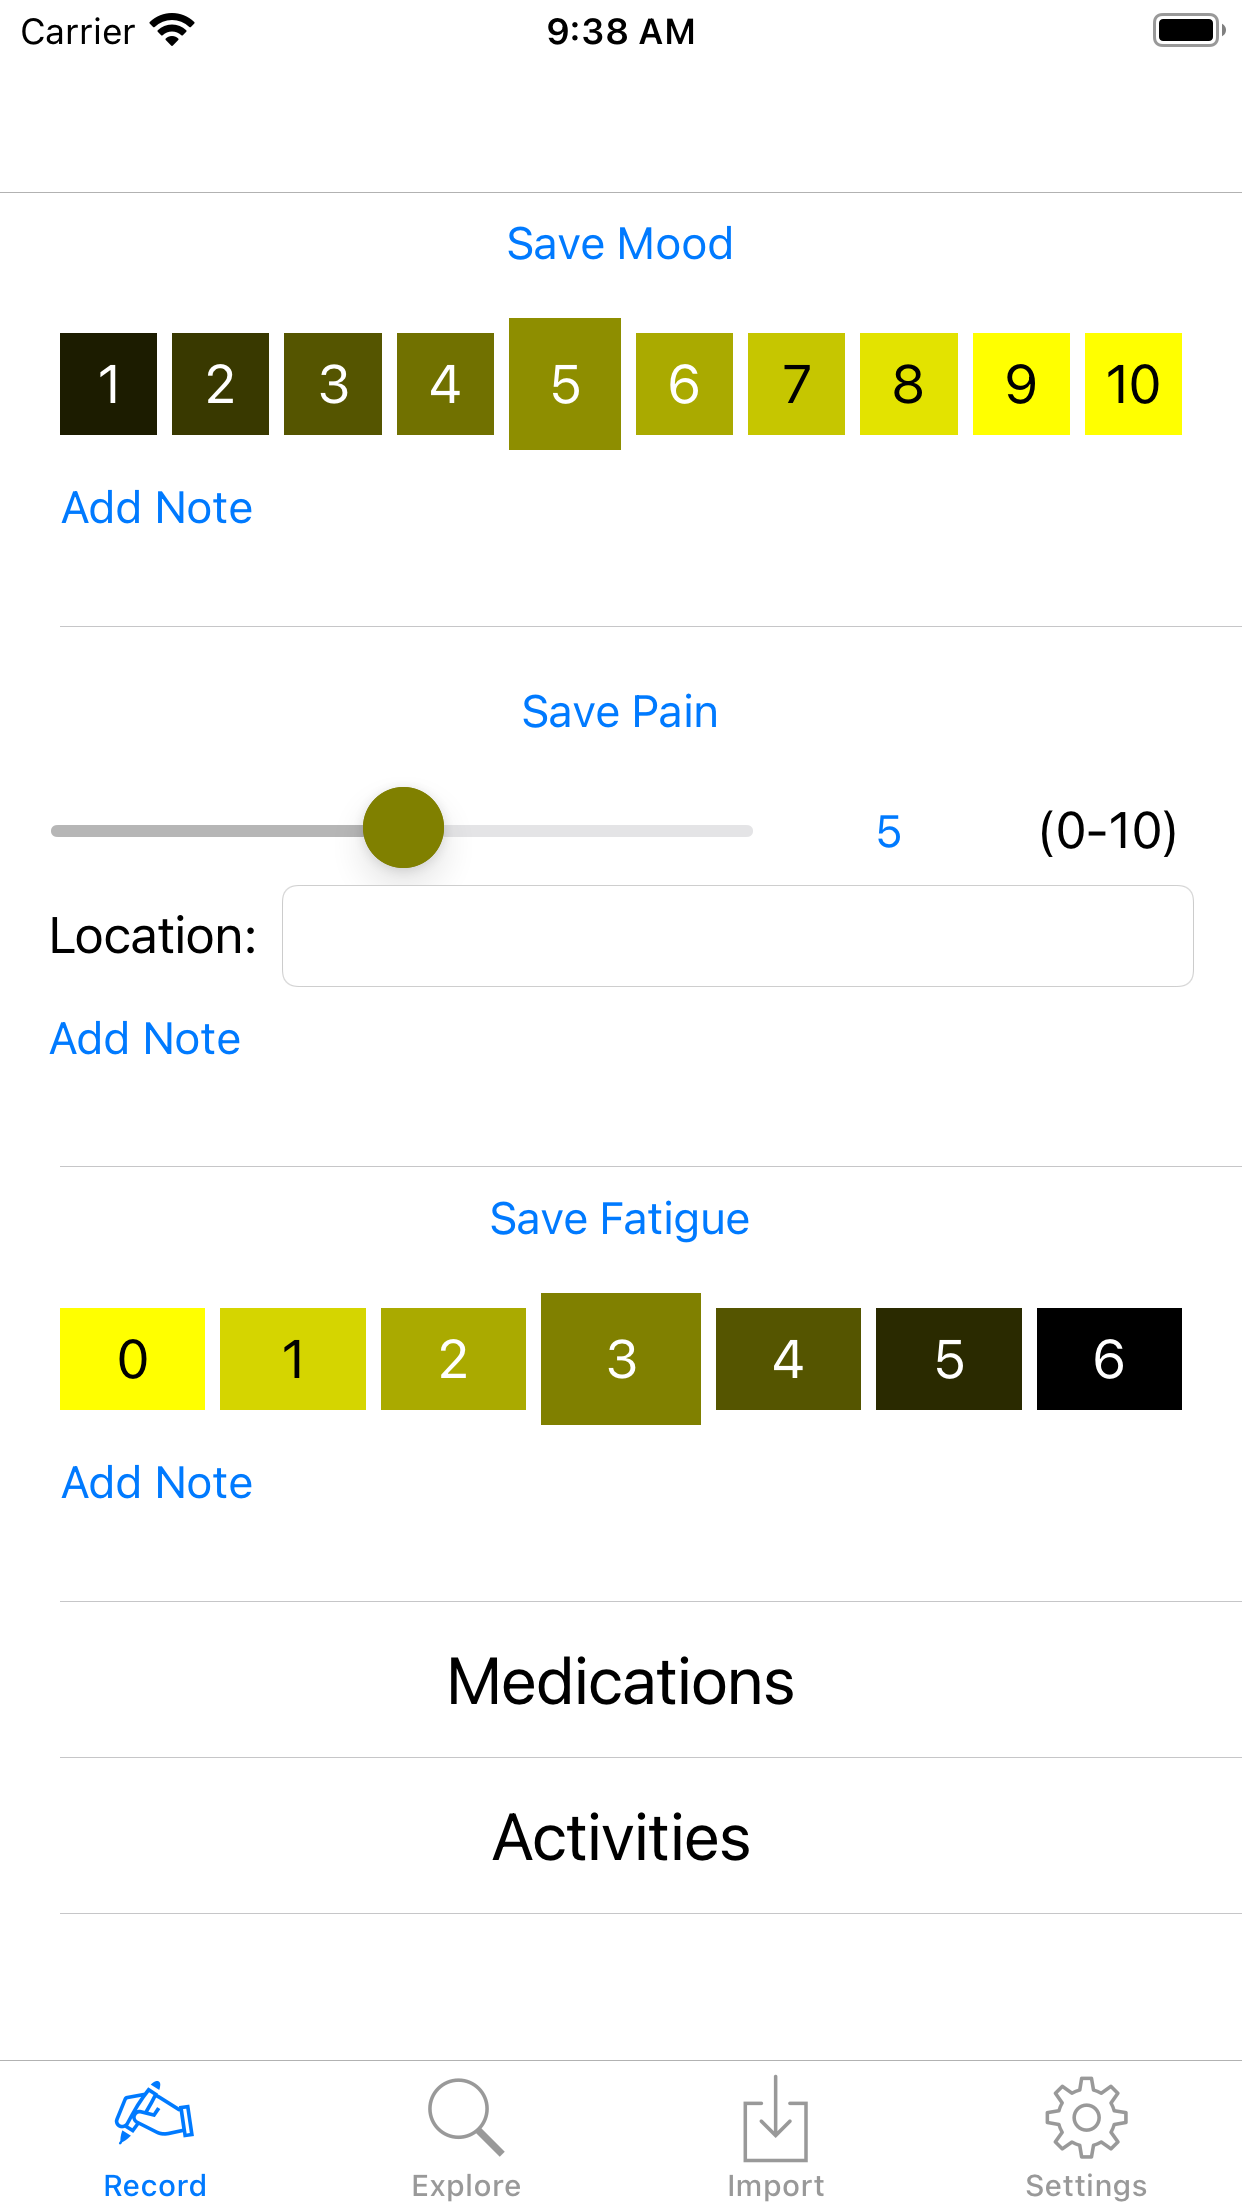 Carrier 9:38 AM
Save Mood
1 2 3 4 5 6 7 8 9 10
Add Note
Save Pain
5 (0-10)
Location:
Add Note
Save Fatigue
0 1 2 3 4 5 6
Add Note
Medications
Activities
Record Explore Import Settings